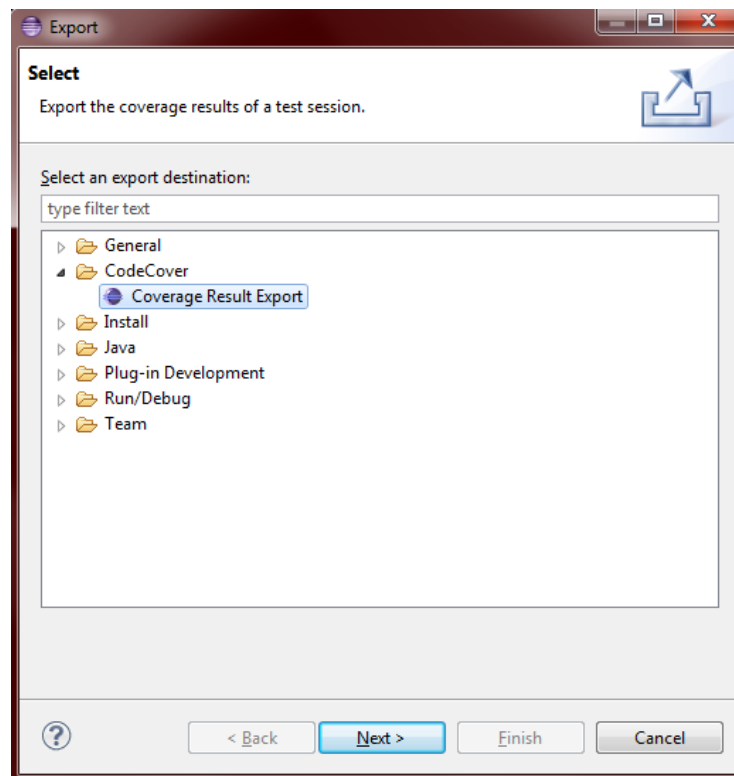 Export
Select
Export the coverage results of a test session.
Select an export destination:
type filter text
General
CodeCover
Coverage Result Export
Install
Java
Plug-in Development
Run/Debug
Team
< Back Next > Finish Cancel